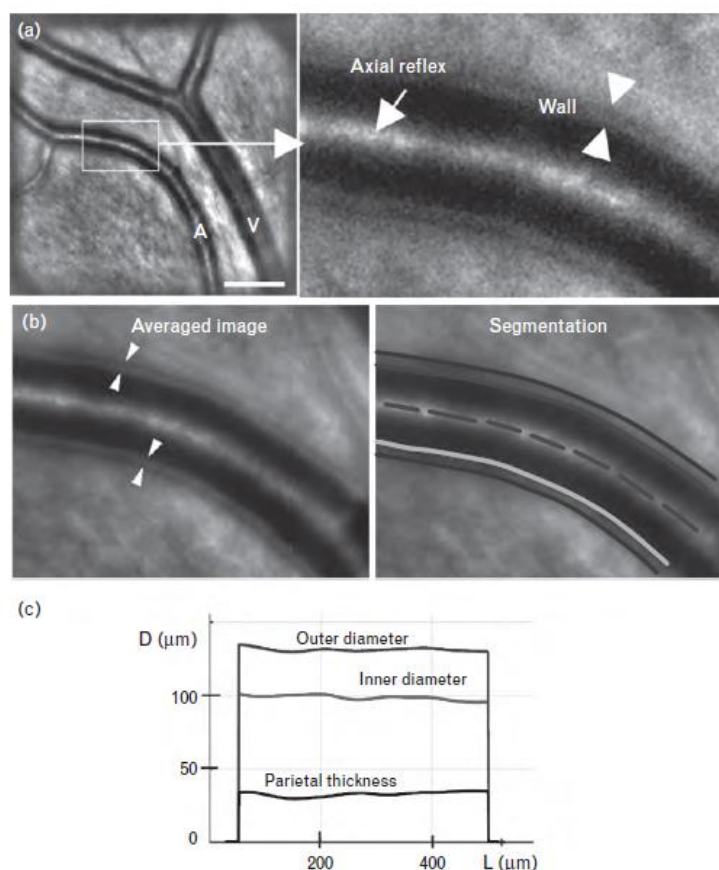 (a)
Axial reflex
Wall
A
V
(b)
Averaged image
Segmentation
(c)
D (μm)
Outer diameter
Inner diameter
100
50
Parietal thickness
0
200
400
L (μm)